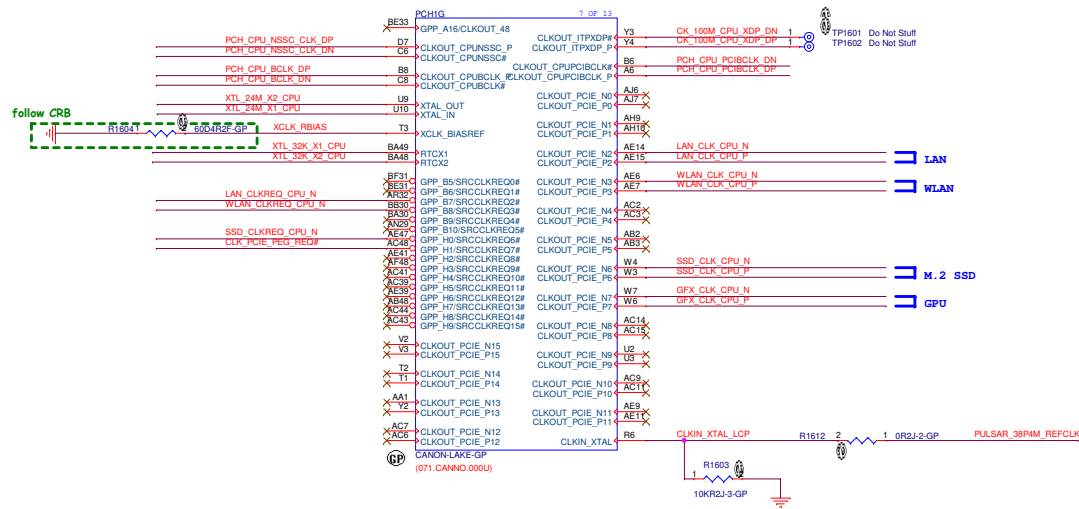 PCH1G 7 OF 13
BE33 GPP_A16/CLKOUT_48
CLKOUT_ITPXDP# Y3 CK_100M_CPU_XDP_DN 1 TP1601 Do Not Stuff
CLKOUT_ITPXDP_P Y4 CK_100M_CPU_XDP_DP 1 TP1602 Do Not Stuff
PCH_CPU_NSSC_CLK_DP D7 CLKOUT_CPUNSSC_P
PCH_CPU_NSSC_CLK_DN C6 CLKOUT_CPUNSSC#
CLKOUT_CPUPCIBCLK# B6 PCH_CPU_PCIBCLK_DN
CLKOUT_CPUPCIBCLK_P A6 PCH_CPU_PCIBCLK_DP
PCH_CPU_BCLK_DP B8 CLKOUT_CPUBCLK_P
PCH_CPU_BCLK_DN C8 CLKOUT_CPUBCLK#
CLKOUT_PCIE_N0 AJ6
CLKOUT_PCIE_P0 AJ7
XTL_24M_X2_CPU U9 XTAL_OUT
XTL_24M_X1_CPU U10 XTAL_IN
follow CRB
CLKOUT_PCIE_N1 AH9
CLKOUT_PCIE_P1 AH10
R1604 1 2 60D4R2F-GP XCLK_RBIAS T3 XCLK_BIASREF
XTL_32K_X1_CPU BA49 RTCX1
XTL_32K_X2_CPU BA48 RTCX2
CLKOUT_PCIE_N2 AE14 LAN_CLK_CPU_N
CLKOUT_PCIE_P2 AE15 LAN_CLK_CPU_P
LAN
BF31 GPP_B5/SRCCLKREQ0#
BE31 GPP_B6/SRCCLKREQ1#
LAN_CLKREQ_CPU_N AR32 GPP_B7/SRCCLKREQ2#
WLAN_CLKREQ_CPU_N BB30 GPP_B8/SRCCLKREQ3#
BA30 GPP_B9/SRCCLKREQ4#
AN29 GPP_B10/SRCCLKREQ5#
SSD_CLKREQ_CPU_N AE47 GPP_H0/SRCCLKREQ6#
CLK_PCIE_PEG_REQ# AC48 GPP_H1/SRCCLKREQ7#
AE41 GPP_H2/SRCCLKREQ8#
AF48 GPP_H3/SRCCLKREQ9#
AC41 GPP_H4/SRCCLKREQ10#
AC39 GPP_H5/SRCCLKREQ11#
AE39 GPP_H6/SRCCLKREQ12#
AB48 GPP_H7/SRCCLKREQ13#
AC44 GPP_H8/SRCCLKREQ14#
AC43 GPP_H9/SRCCLKREQ15#
CLKOUT_PCIE_N3 AE6 WLAN_CLK_CPU_N
CLKOUT_PCIE_P3 AE7 WLAN_CLK_CPU_P
WLAN
CLKOUT_PCIE_N4 AC2
CLKOUT_PCIE_P4 AC3
CLKOUT_PCIE_N5 AB2
CLKOUT_PCIE_P5 AB3
CLKOUT_PCIE_N6 W4 SSD_CLK_CPU_N
CLKOUT_PCIE_P6 W3 SSD_CLK_CPU_P
M.2 SSD
CLKOUT_PCIE_N7 W7 GFX_CLK_CPU_N
CLKOUT_PCIE_P7 W6 GFX_CLK_CPU_P
GPU
CLKOUT_PCIE_N8 AC14
CLKOUT_PCIE_P8 AC15
V2 CLKOUT_PCIE_N15
V3 CLKOUT_PCIE_P15
CLKOUT_PCIE_N9 U2
CLKOUT_PCIE_P9 U3
T2 CLKOUT_PCIE_N14
T1 CLKOUT_PCIE_P14
CLKOUT_PCIE_N10 AC9
CLKOUT_PCIE_P10 AC11
AA1 CLKOUT_PCIE_N13
Y2 CLKOUT_PCIE_P13
CLKOUT_PCIE_N11 AE9
CLKOUT_PCIE_P11 AE11
AC7 CLKOUT_PCIE_N12
AC6 CLKOUT_PCIE_P12
CLKIN_XTAL R6 CLKIN_XTAL_LCP R1612 2 1 0R2J-2-GP PULSAR_38P4M_REFCLK
GP CANON-LAKE-GP
(071.CANNO.000U)
R1603
1 2
10KR2J-3-GP